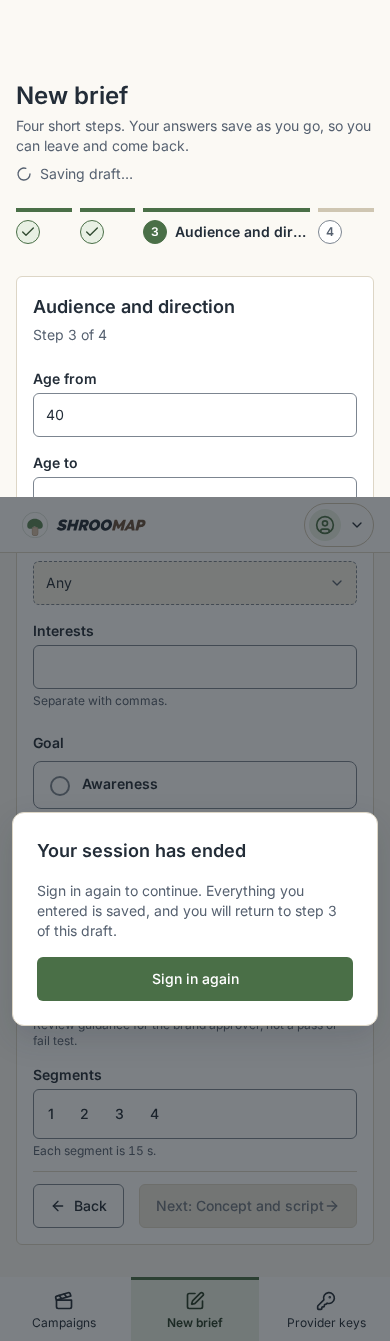 New brief
Four short steps. Your answers save as you go, so you
can leave and come back.
Saving draft...
3 Audience and dir... 4
Audience and direction
Step 3 of 4
Age from
40
Age to
SHROOMAP
Any
Interests
Separate with commas.
Goal
Awareness
Your session has ended
Sign in again to continue. Everything you
entered is saved, and you will return to step 3
of this draft.
Sign in again
Review guidance for the brand approver, not a pass or
fail test.
Segments
1 2 3 4
Each segment is 15 s.
Back
Next: Concept and script
Campaigns
New brief
Provider keys